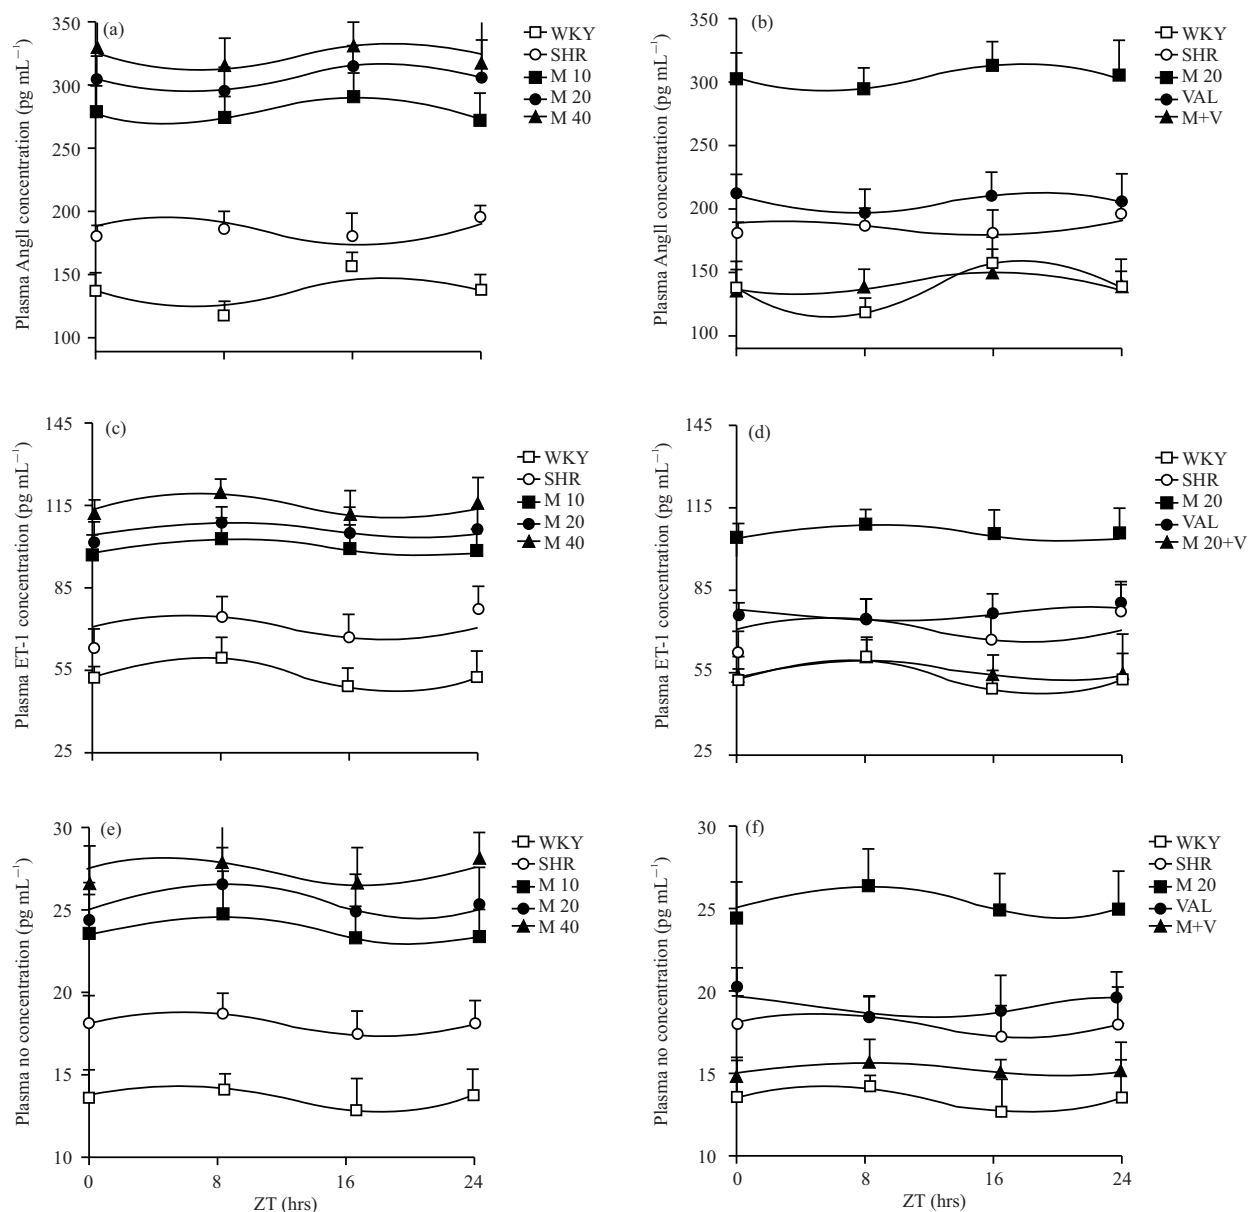 (a)
350
300
250
200
150
100
Plasma AngII concentration (pg mL−1)
WKY
SHR
M 10
M 20
M 40
(b)
350
300
250
200
150
100
Plasma AngII concentration (pg mL−1)
WKY
SHR
M 20
VAL
M+V
(c)
145
115
85
55
25
Plasma ET-1 concentration (pg mL−1)
WKY
SHR
M 10
M 20
M 40
(d)
145
115
85
55
25
Plasma ET-1 concentration (pg mL−1)
WKY
SHR
M 20
VAL
M 20+V
(e)
30
25
20
15
10
Plasma no concentration (pg mL−1)
WKY
SHR
M 10
M 20
M 40
0 8 16 24
ZT (hrs)
(f)
30
25
20
15
10
Plasma no concentration (pg mL−1)
WKY
SHR
M 20
VAL
M+V
0 8 16 24
ZT (hrs)